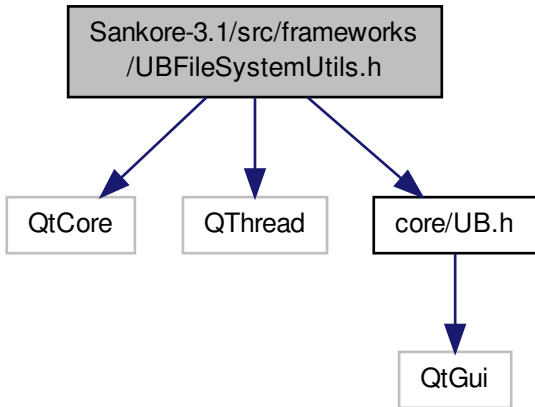 Sankore-3.1/src/frameworks
/UBFileSystemUtils.h
QtCore
QThread
core/UB.h
QtGui